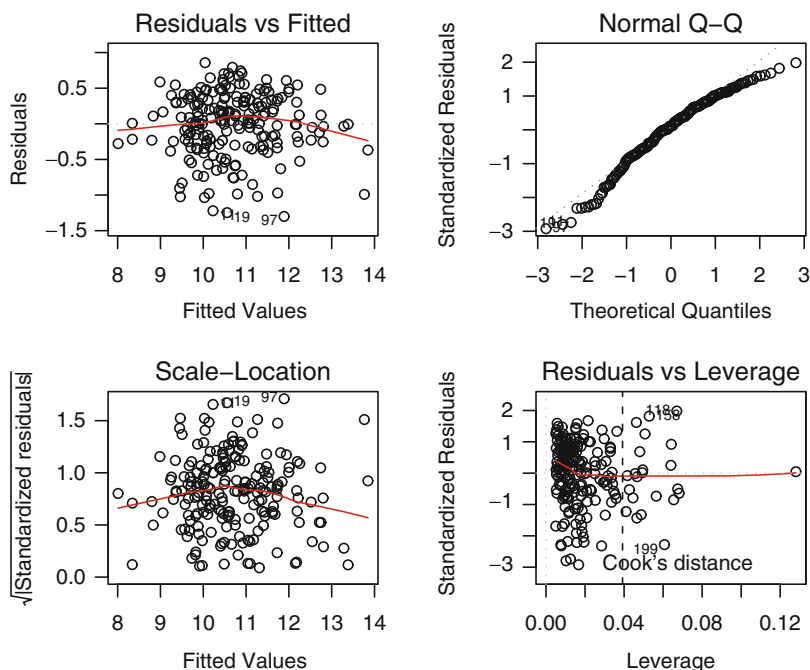 Residuals vs Fitted
Residuals
0.5
−0.5
−1.5
97
8 9 10 11 12 13 14
Fitted Values
Normal Q−Q
Standardized Residuals
2
1
−1
−3
−3 −2 −1 0 1 2 3
Theoretical Quantiles
Scale−Location
√|Standardized residuals|
1.5
1.0
0.5
0.0
97
8 9 10 11 12 13 14
Fitted Values
Residuals vs Leverage
Standardized Residuals
2
1
−1
−3
199
Cook's distance
0.00 0.04 0.08 0.12
Leverage